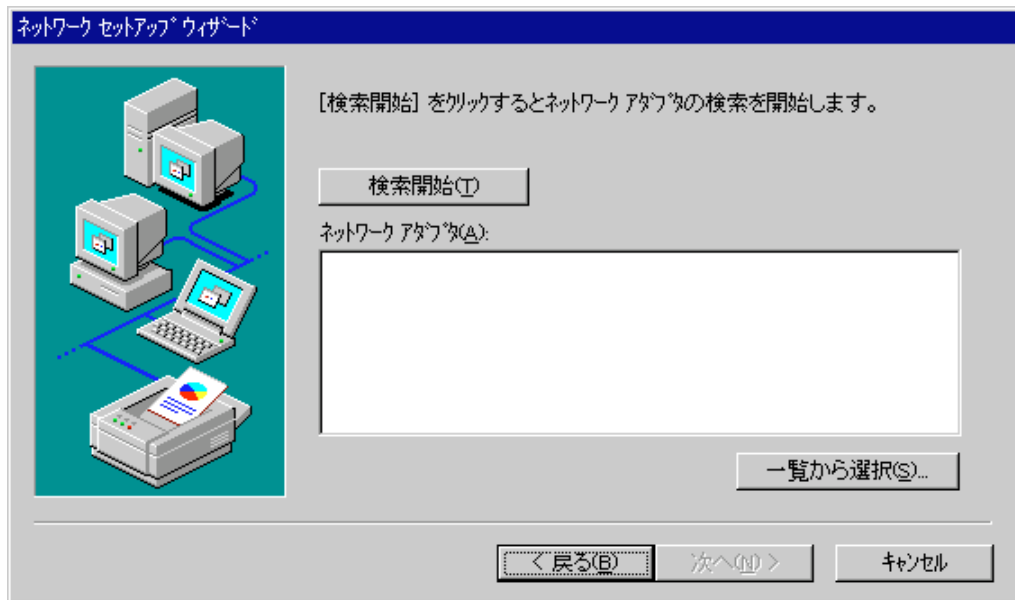 ﾈｯﾄﾜｰｸ ｾｯﾄｱｯﾌﾟ ｳｨｻﾞｰﾄﾞ
[検索開始] をｸﾘｯｸするとﾈｯﾄﾜｰｸ ｱﾀﾞﾌﾟﾀの検索を開始します。
検索開始(T)
ﾈｯﾄﾜｰｸ ｱﾀﾞﾌﾟﾀ(A):
一覧から選択(S)...
< 戻る(B)
次へ(N) >
ｷｬﾝｾﾙ